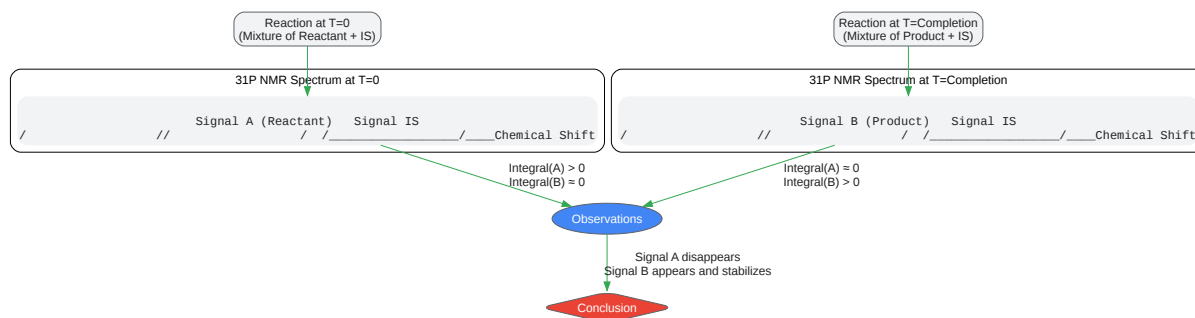 Reaction at T=0
(Mixture of Reactant + IS)
Reaction at T=Completion
(Mixture of Product + IS)
31P NMR Spectrum at T=0
31P NMR Spectrum at T=Completion
Signal A (Reactant)   Signal IS
/                  //                  /  /__________________/____Chemical Shift
Signal B (Product)   Signal IS
/                  //                  /  /__________________/____Chemical Shift
Integral(A) > 0
Integral(B) ≈ 0
Integral(A) ≈ 0
Integral(B) > 0
Observations
Signal A disappears
Signal B appears and stabilizes
Conclusion